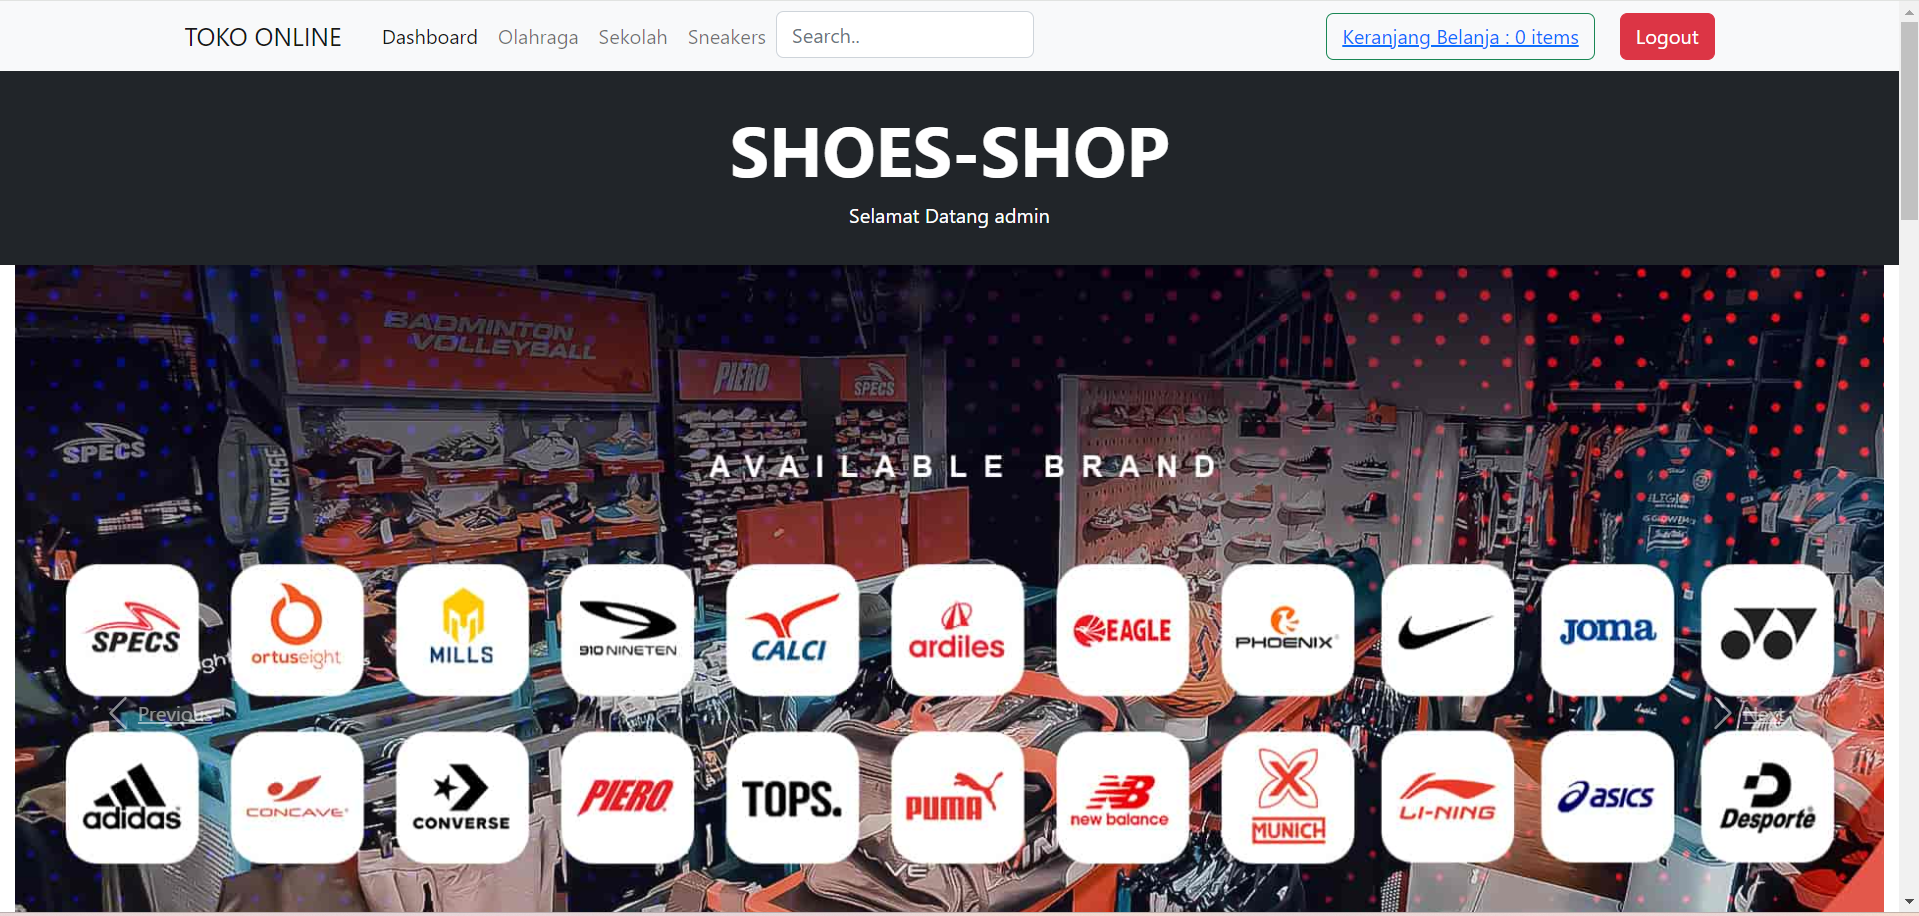 TOKO ONLINE Dashboard Olahraga Sekolah Sneakers Search.. Keranjang Belanja : 0 items Logout
SHOES-SHOP
Selamat Datang admin
BADMINTON
VOLLEYBALL
PIERO SPECS
SPECS
CONVERSE
AVAILABLE BRAND
SPECS ortuseight MILLS 910 NINETEN CALCI ardiles EAGLE PHOENIX JOMA
Previous Next
adidas CONCAVE CONVERSE PIERO TOPS. PUMA new balance MUNICH LI-NING asics Desporte